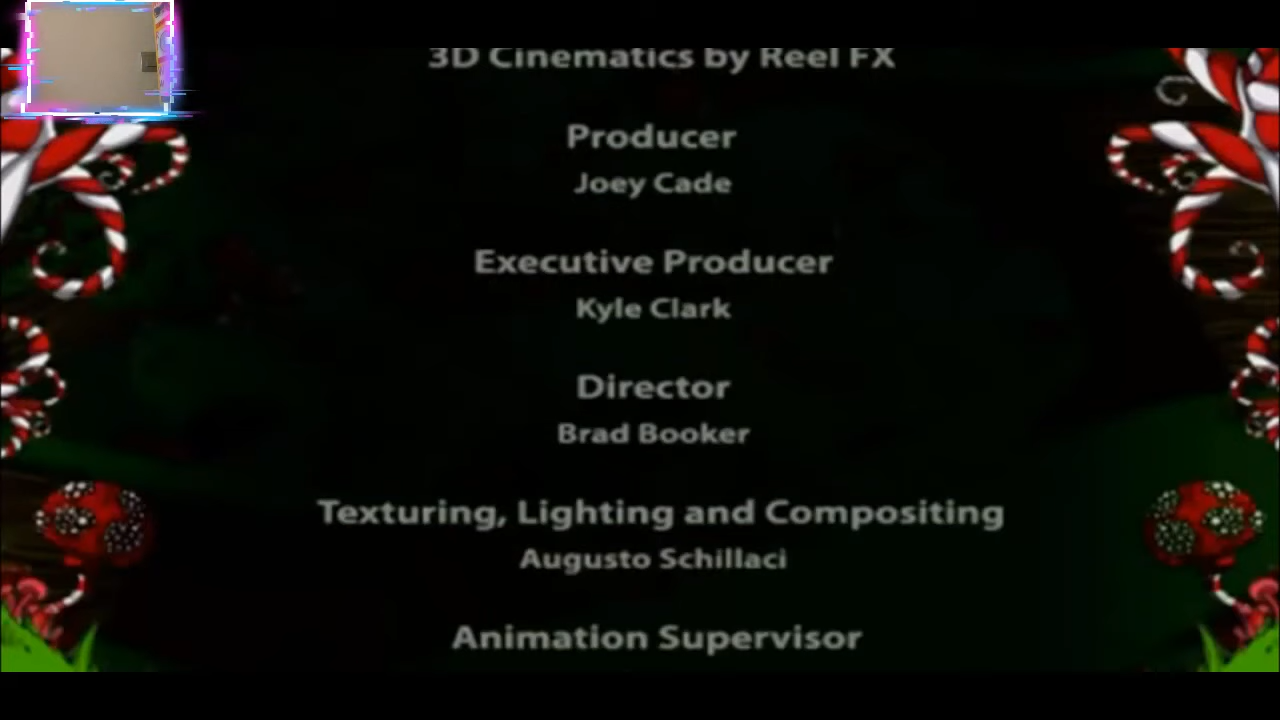 3D Cinematics by Reel FX
Producer
Joey Cade
Executive Producer
Kyle Clark
Director
Brad Booker
Texturing, Lighting and Compositing
Augusto Schillaci
Animation Supervisor